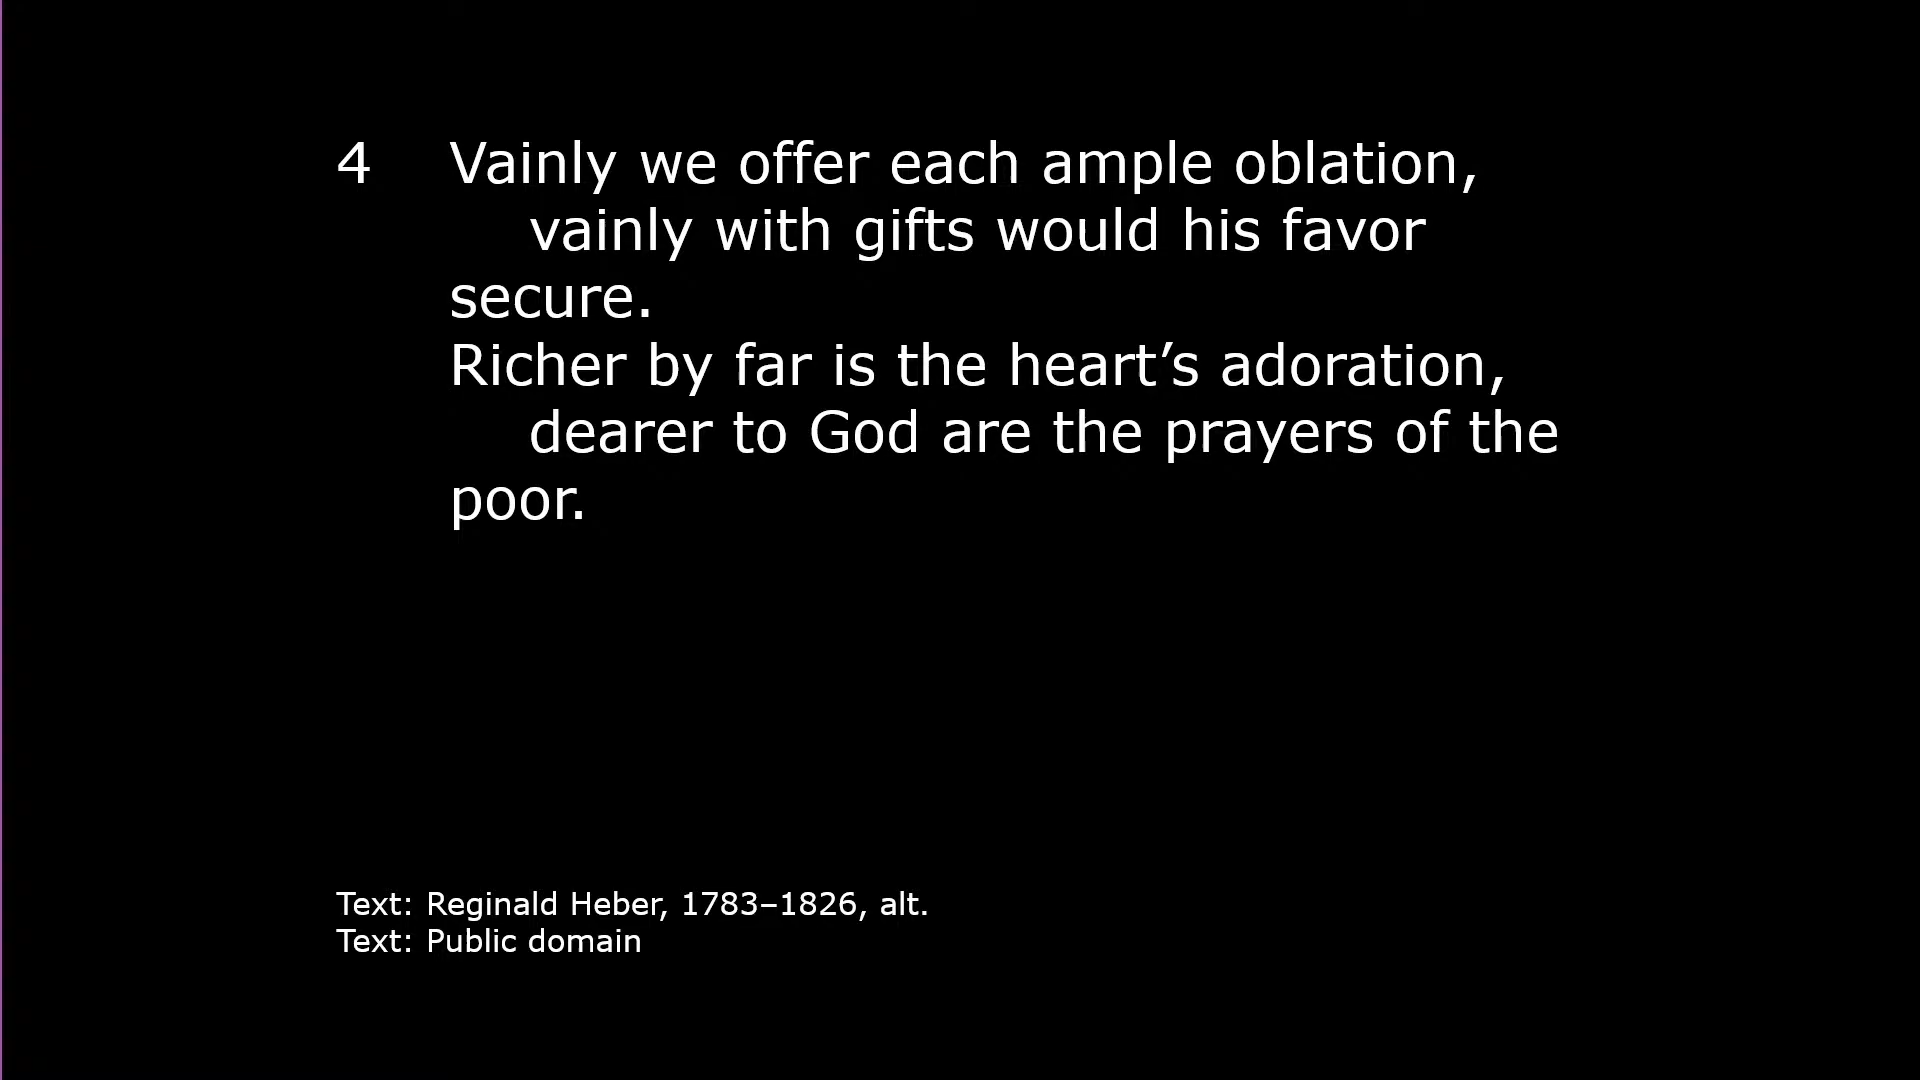 4 Vainly we offer each ample oblation,
vainly with gifts would his favor
secure.
Richer by far is the heart’s adoration,
dearer to God are the prayers of the
poor.
Text: Reginald Heber, 1783–1826, alt.
Text: Public domain